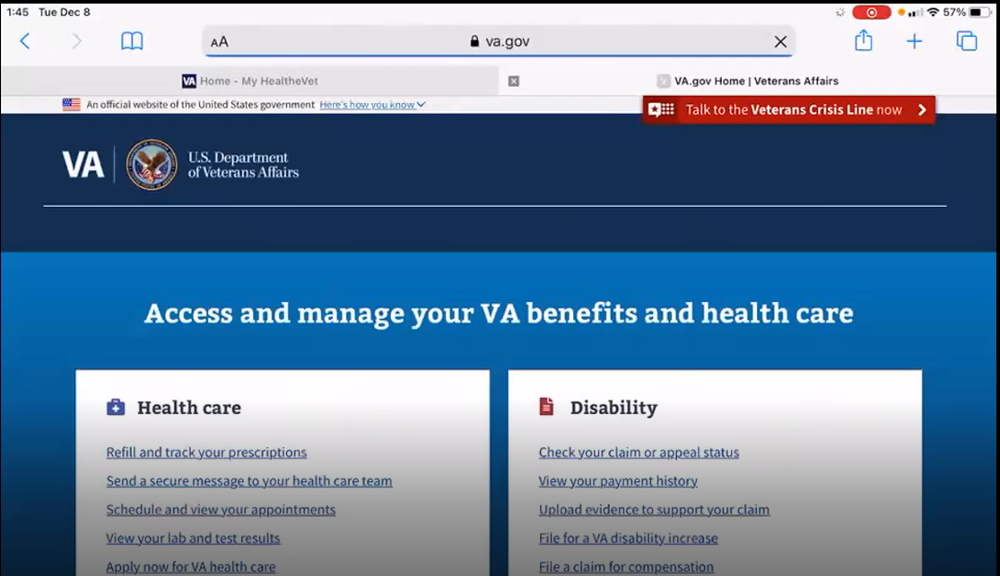 1:45 Tue Dec 8 57%
AA va.gov
VA Home - My HealtheVet VA.gov Home | Veterans Affairs
An official website of the United States government Here's how you know
Talk to the Veterans Crisis Line now
VA
U.S. Department
of Veterans Affairs
Access and manage your VA benefits and health care
Health care
Refill and track your prescriptions
Send a secure message to your health care team
Schedule and view your appointments
View your lab and test results
Apply now for VA health care
Disability
Check your claim or appeal status
View your payment history
Upload evidence to support your claim
File for a VA disability increase
File a claim for compensation